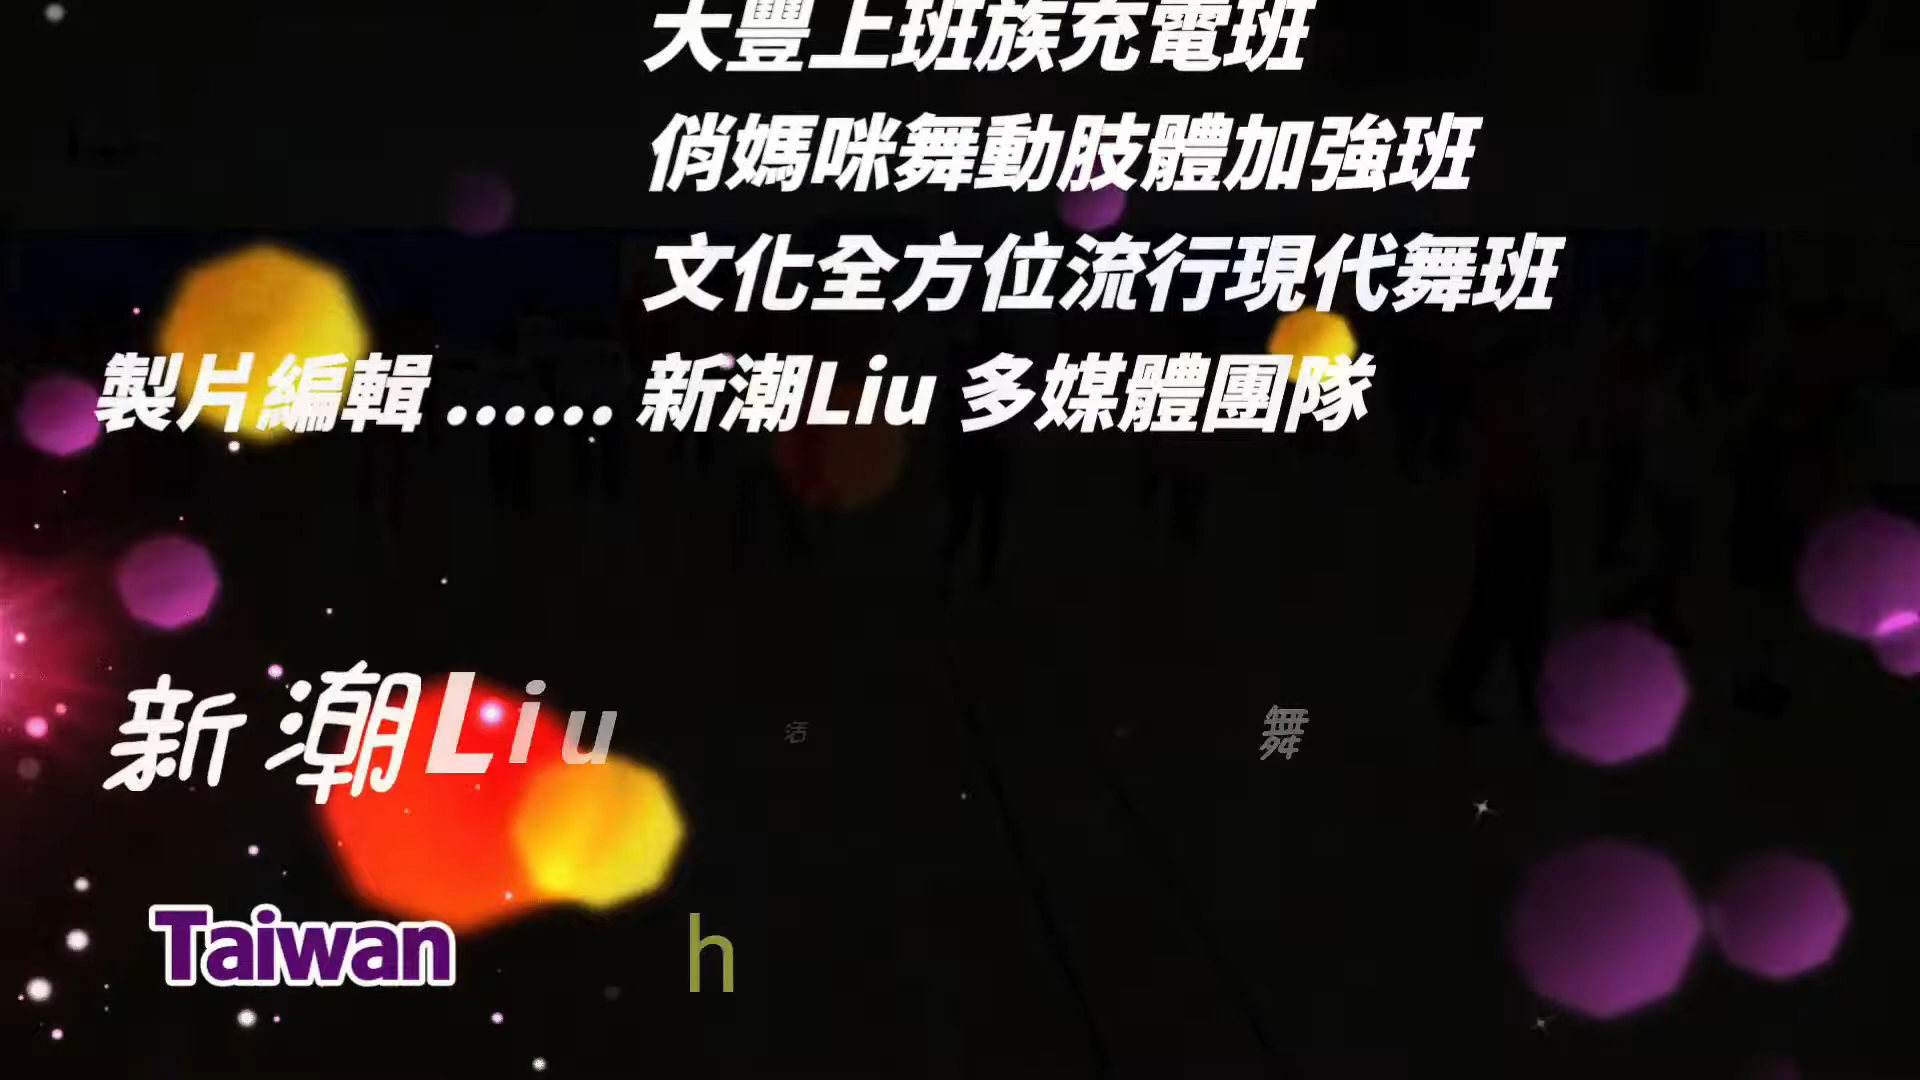 大豐上班族充電班
俏媽咪舞動肢體加強班
文化全方位流行現代舞班
製片編輯 ...... 新潮Liu 多媒體團隊
新潮Liu 活 舞
Taiwan h